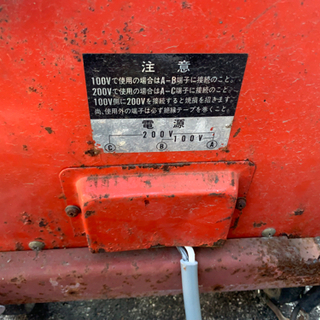 注意
100Vで使用の場合はA-B端子に接続のこと。
200Vで使用の場合はA-C端子に接続のこと。
100V側に200Vを接続すると焼損を招きます
尚、使用外の端子は必ず絶縁テープを巻くこと。
電源
200V
100V
C B A